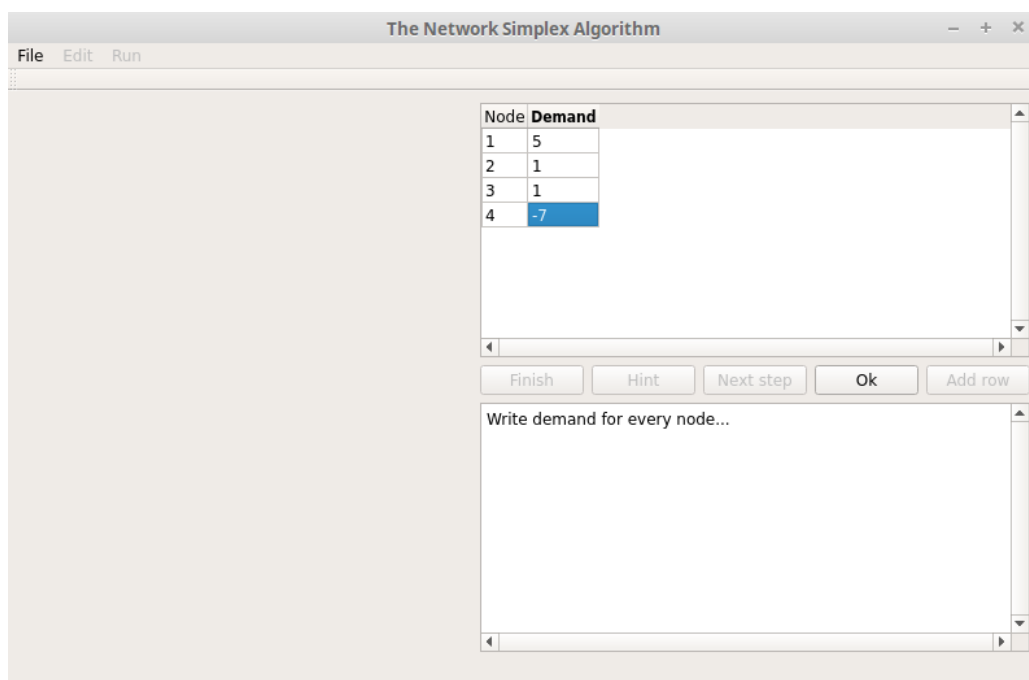 The Network Simplex Algorithm
File Edit Run
Node Demand
1 5
2 1
3 1
4 -7
Finish Hint Next step Ok Add row
Write demand for every node...